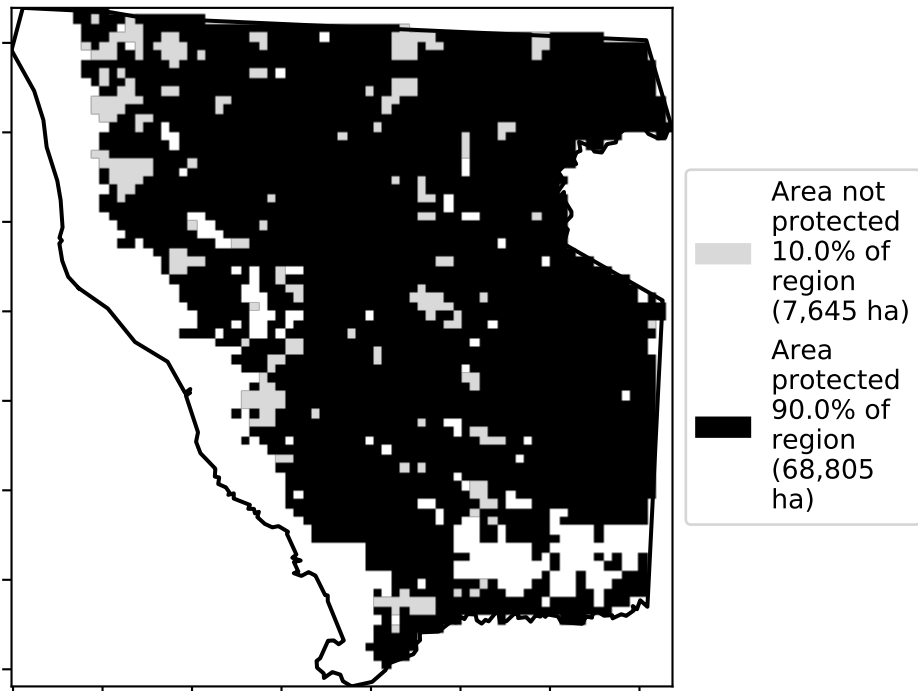 Area not
protected
10.0% of
region
(7,645 ha)
Area
protected
90.0% of
region
(68,805
ha)